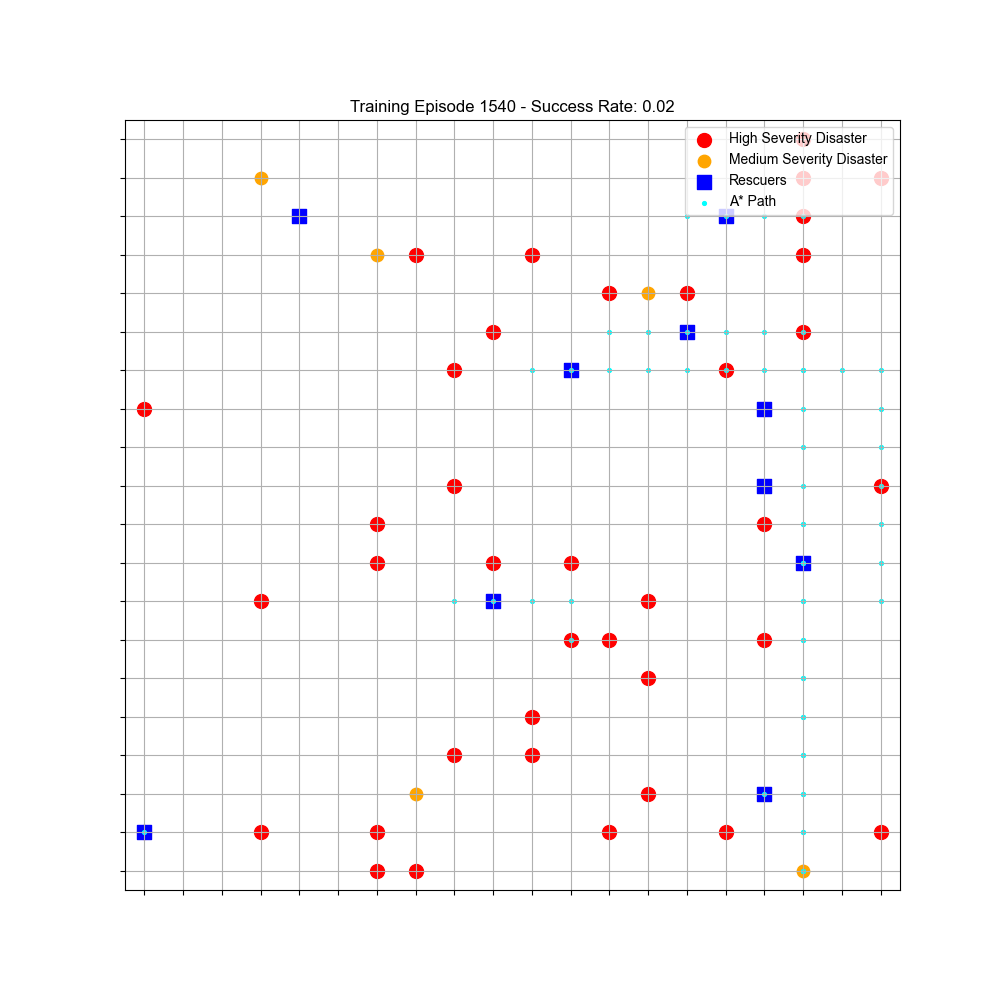 Training Episode 1540 - Success Rate: 0.02
High Severity Disaster
Medium Severity Disaster
Rescuers
A* Path